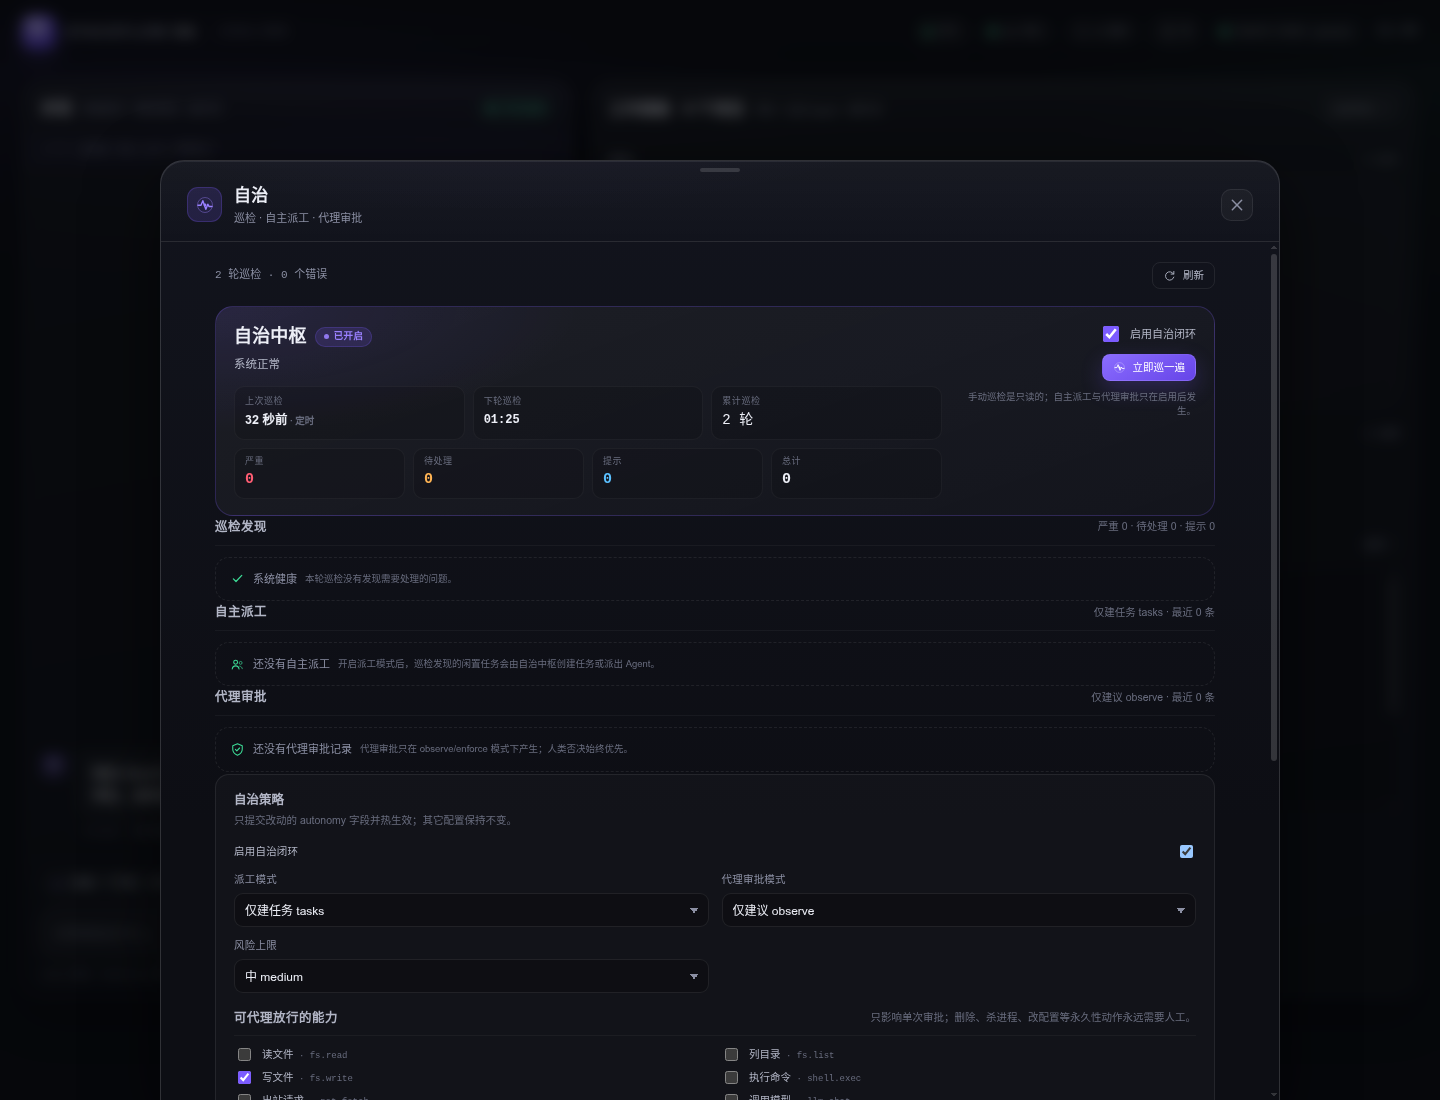 自治
巡检 · 自主派工 · 代理审批
2 轮巡检 · 0 个错误
刷新
自治中枢 已开启
启用自治闭环
系统正常
立即巡一遍
手动巡检是只读的；自主派工与代理审批只在启用后发
生。
上次巡检 下轮巡检 累计巡检
32 秒前 · 定时 01:25 2 轮
严重 待处理 提示 总计
0 0 0 0
巡检发现 严重 0 · 待处理 0 · 提示 0
系统健康 本轮巡检没有发现需要处理的问题。
自主派工 仅建任务 tasks · 最近 0 条
还没有自主派工 开启派工模式后，巡检发现的闲置任务会由自治中枢创建任务或派出 Agent。
代理审批 仅建议 observe · 最近 0 条
还没有代理审批记录 代理审批只在 observe/enforce 模式下产生；人类否决始终优先。
自治策略
只提交改动的 autonomy 字段并热生效；其它配置保持不变。
启用自治闭环
派工模式 代理审批模式
仅建任务 tasks 仅建议 observe
风险上限
中 medium
可代理放行的能力 只影响单次审批；删除、杀进程、改配置等永久性动作永远需要人工。
读文件 · fs.read 列目录 · fs.list
写文件 · fs.write 执行命令 · shell.exec